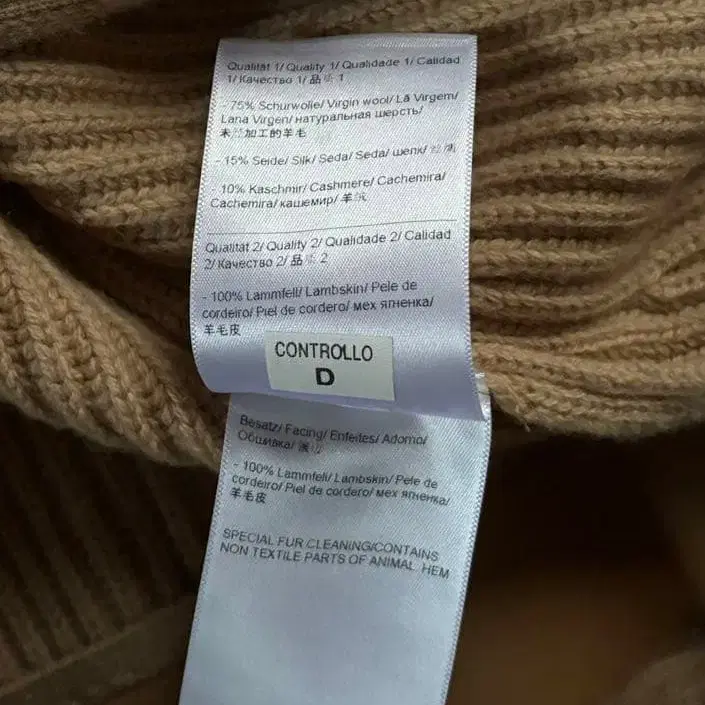 Qualität 1/ Quality 1/ Qualidade 1/ Calidad
1/ Качество 1/ 品质 1
- 75% Schurwolle/ Virgin wool/ Lã Virgem/
Lana Virgen/ натуральная шерсть/
未 加工的羊毛
- 15% Seide/ Silk/ Seda/ Seda/ шелк/
- 10% Kaschmir/ Cashmere/ Cachemira/
Cachemira/ кашемир/ 羊绒
Qualität 2/ Quality 2/ Qualidade 2/ Calidad
2/ Качество 2/ 品质 2
- 100% Lammfell/ Lambskin/ Pele de
cordeiro/ Piel de cordero/ мех ягненка/
羊毛皮
CONTROLLO
D
Besatz/ Facing/ Enfeites/ Adorno/
Обшивка/
- 100% Lammfell/ Lambskin/ Pele de
cordeiro/ Piel de cordero/ мех ягненка/
羊毛皮
SPECIAL FUR CLEANING/CONTAINS
NON TEXTILE PARTS OF ANIMAL HEM